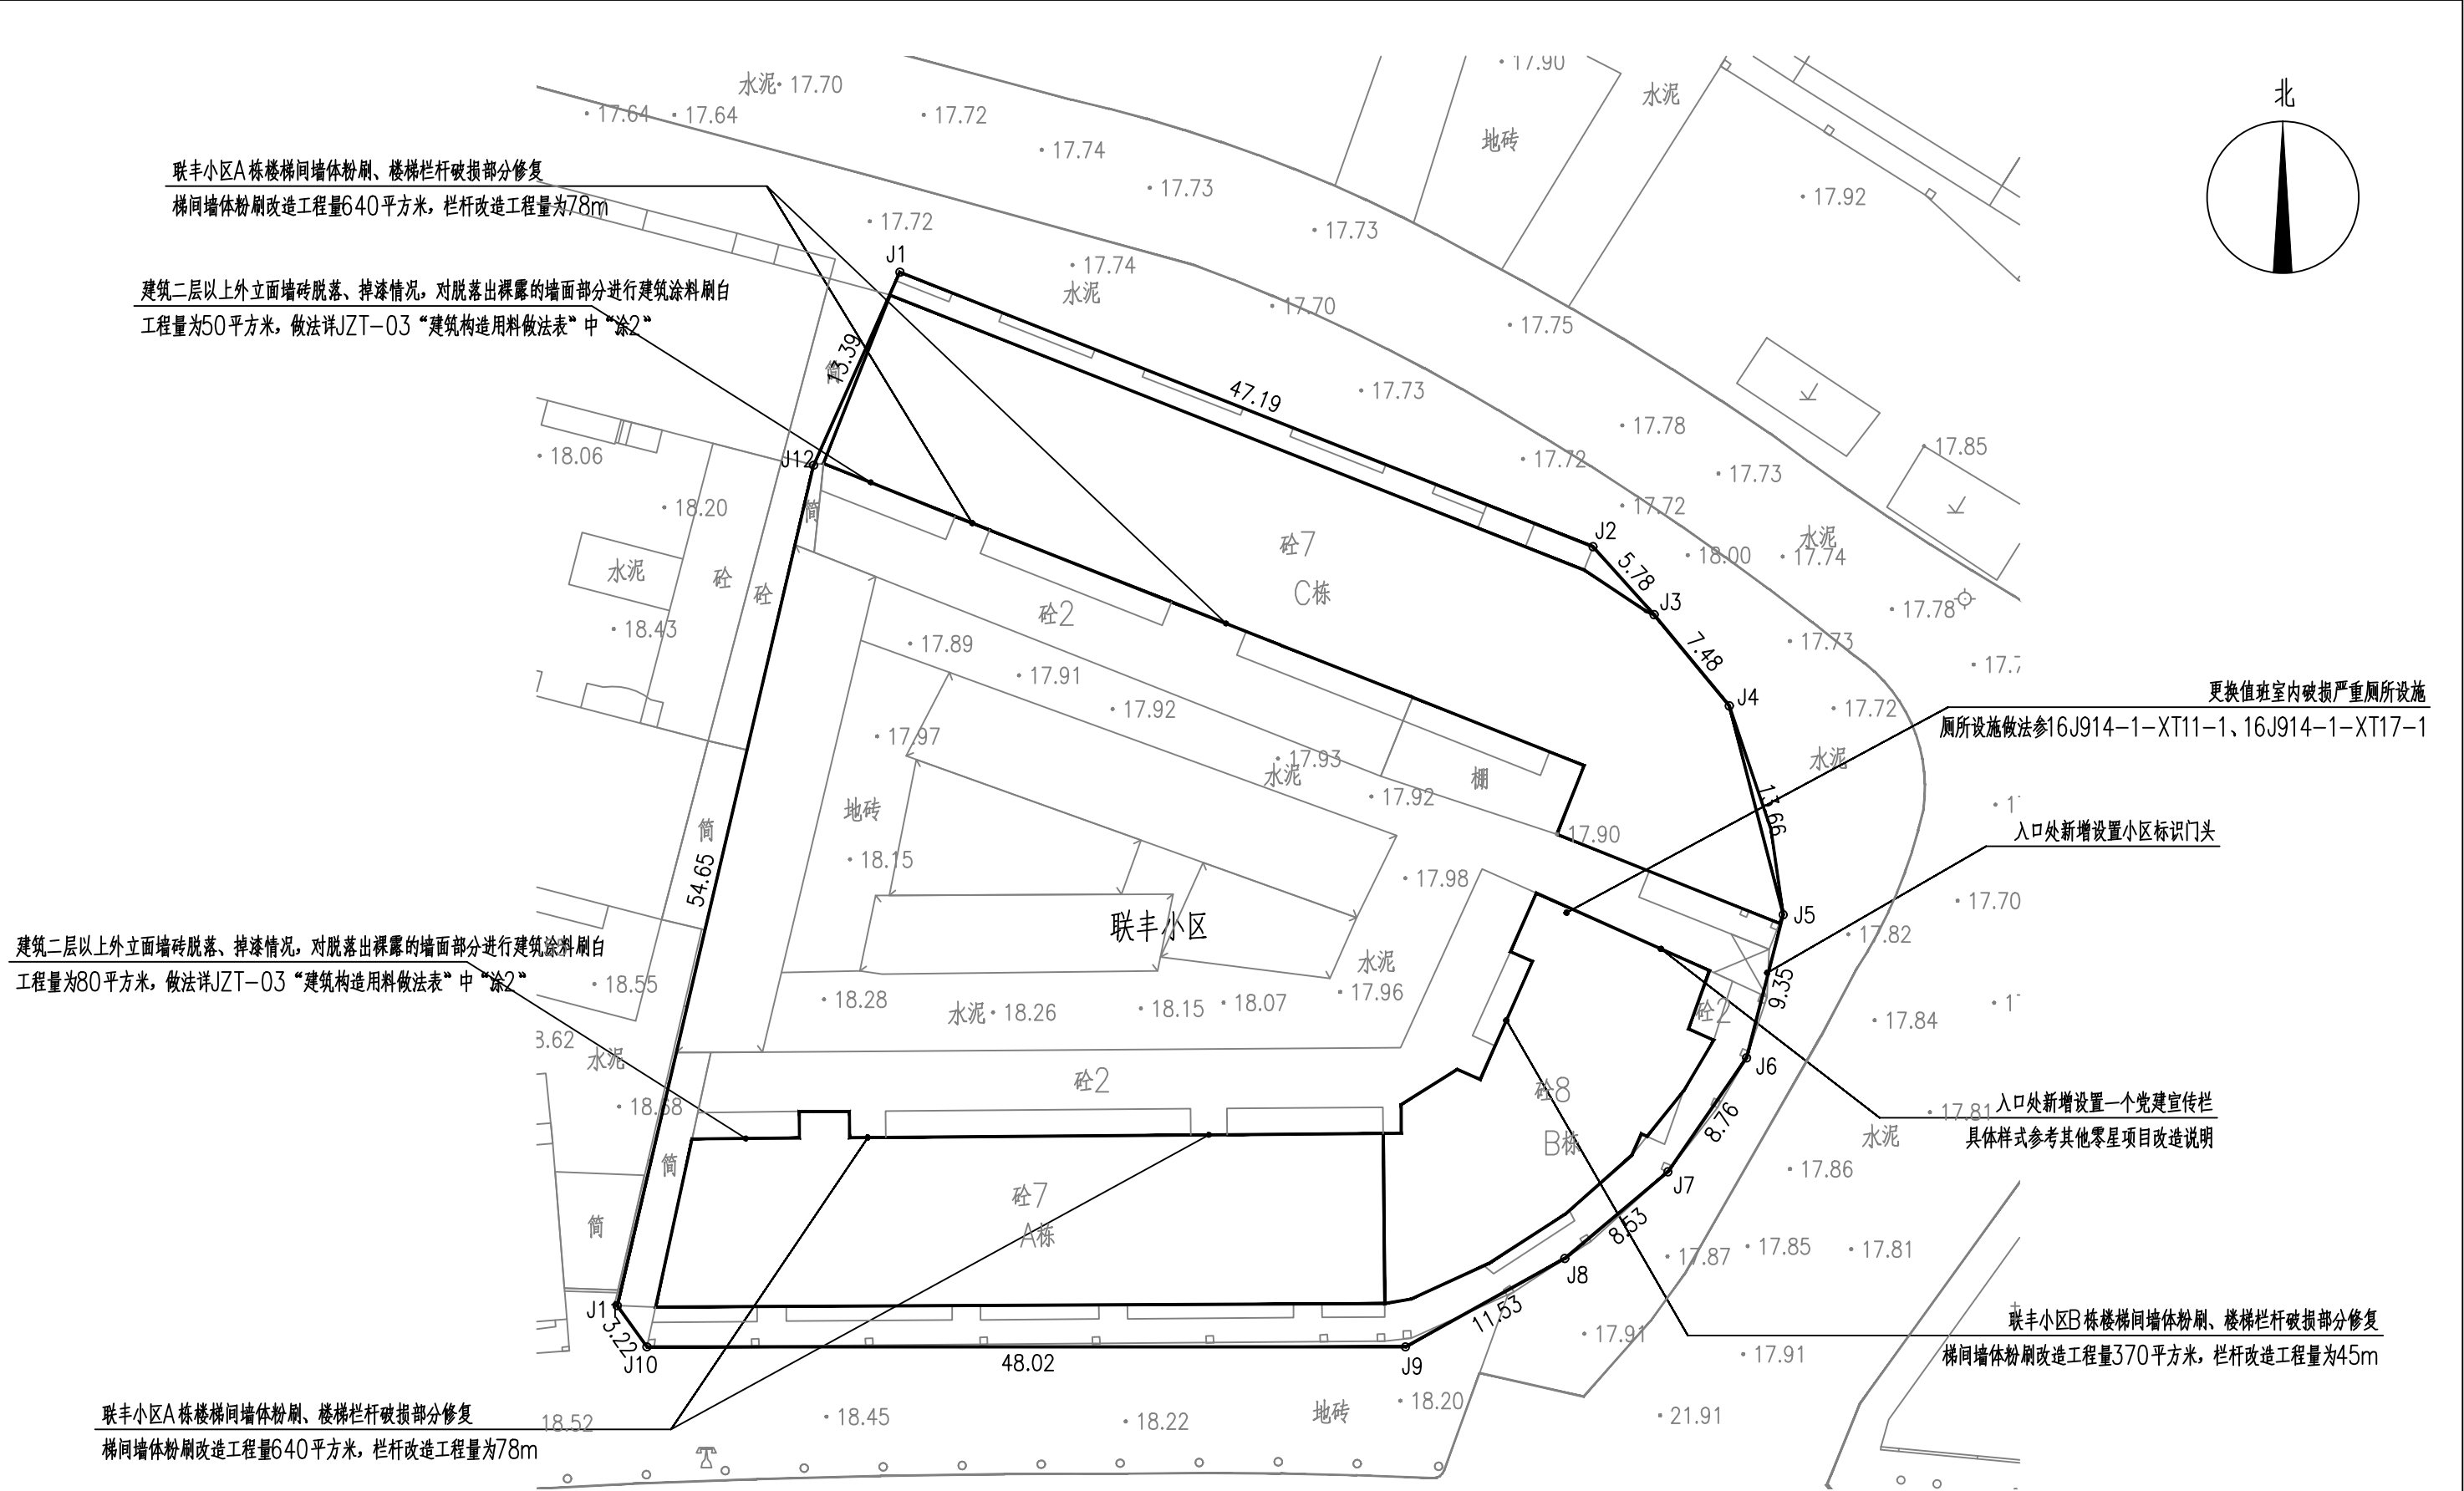 北
水泥 17.70
17.64
17.64
17.72
17.74
17.73
17.72
17.73
17.74
水泥
17.70
17.73
17.75
17.90
地砖
水泥
17.92
联丰小区A栋楼梯间墙体粉刷、楼梯栏杆破损部分修复
梯间墙体粉刷改造工程量640平方米，栏杆改造工程量为78m
建筑二层以上外立面墙砖脱落、掉漆情况，对脱落出裸露的墙面部分进行建筑涂料刷白
工程量为50平方米，做法详JZT-03“建筑构造用料做法表”中“涂2”
J1
13.39
简
47.19
J12
18.06
18.20
简
水泥
砼
砼
18.43
17.78
17.72
17.73
17.72
17.85
J2
5.78
J3
18.00
水泥
17.74
17.78
17.73
7.48
J4
17.72
水泥
砼7
C栋
砼2
17.89
17.91
17.92
17.97
17.93
水泥
17.92
棚
17.90
地砖
18.15
17.98
更换值班室内破损严重厕所设施
厕所设施做法参16J914-1-XT11-1、16J914-1-XT17-1
13.66
入口处新增设置小区标识门头
17.70
J5
17.82
9.35
17.84
简
54.65
联丰小区
水泥
17.96
18.28
水泥 18.26
18.15
18.07
砼2
建筑二层以上外立面墙砖脱落、掉漆情况，对脱落出裸露的墙面部分进行建筑涂料刷白
工程量为80平方米，做法详JZT-03“建筑构造用料做法表”中“涂2”
18.55
水泥
18.58
砼2
砼8
B栋
J6
8.76
17.81
入口处新增设置一个党建宣传栏
具体样式参考其他零星项目改造说明
水泥
17.86
J7
8.53
17.87
17.85
17.81
简
简
砼7
A栋
J8
11.53
17.91
17.91
联丰小区B栋楼梯间墙体粉刷、楼梯栏杆破损部分修复
梯间墙体粉刷改造工程量370平方米，栏杆改造工程量为45m
J11
3.22
J10
48.02
J9
18.52
18.45
18.22
地砖
18.20
21.91
联丰小区A栋楼梯间墙体粉刷、楼梯栏杆破损部分修复
梯间墙体粉刷改造工程量640平方米，栏杆改造工程量为78m